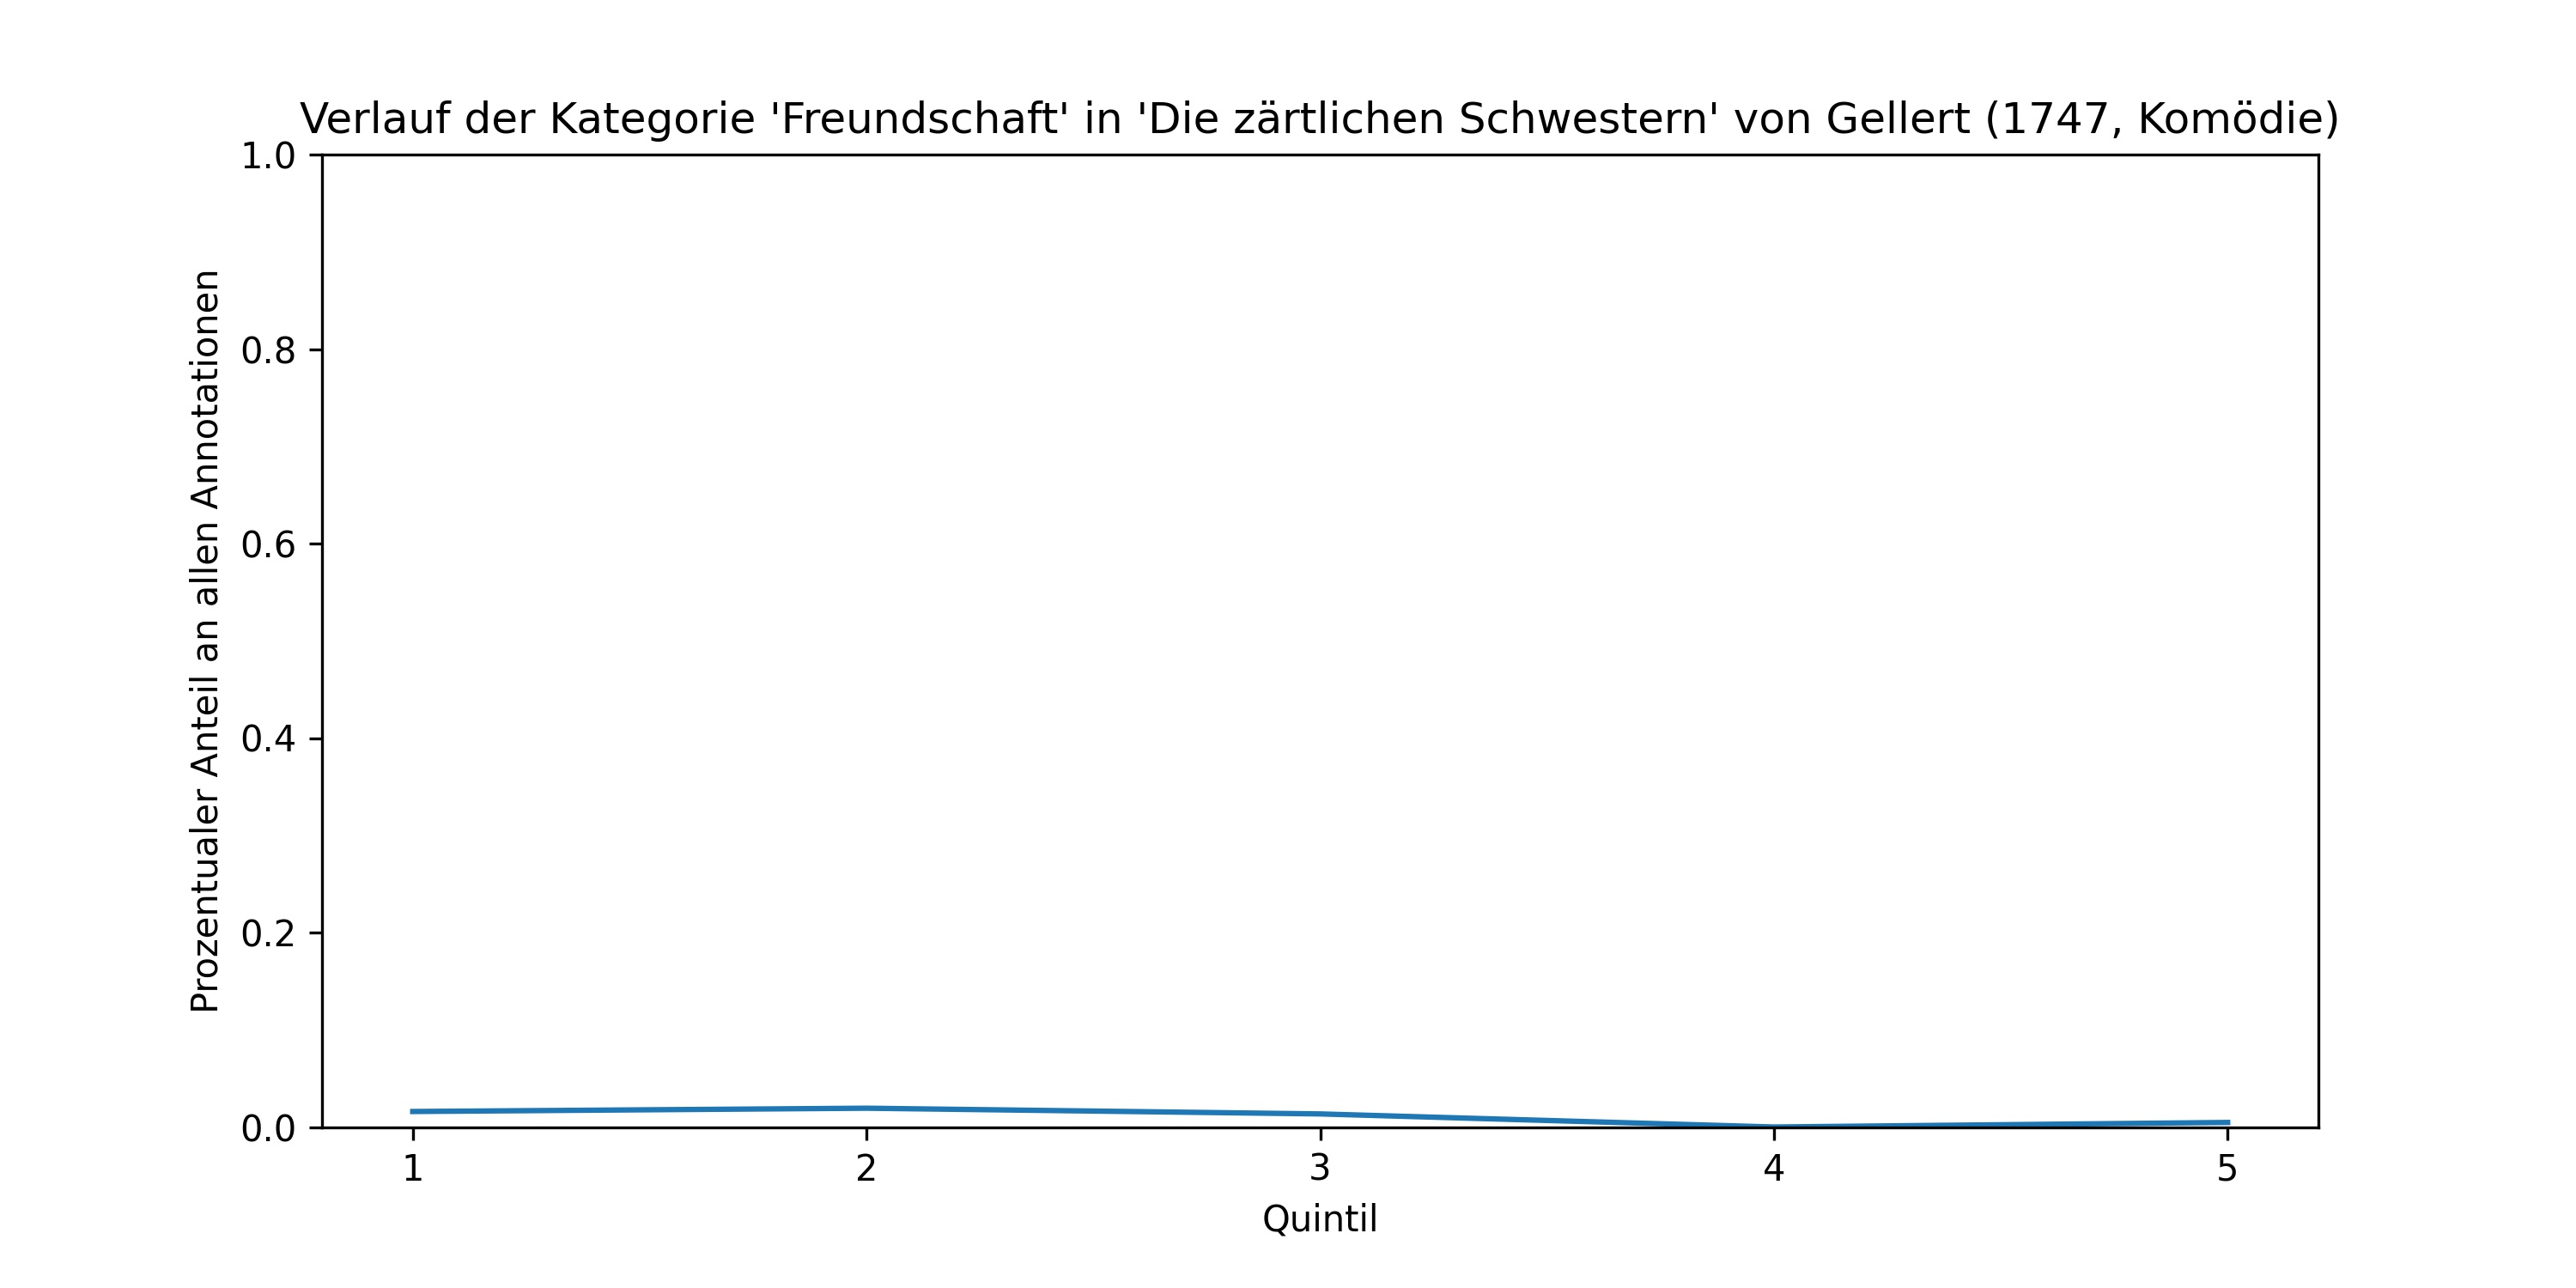 Verlauf der Kategorie 'Freundschaft' in 'Die zärtlichen Schwestern' von Gellert (1747, Komödie)
Prozentualer Anteil an allen Annotationen
1.0
0.8
0.6
0.4
0.2
0.0
1 2 3 4 5
Quintil